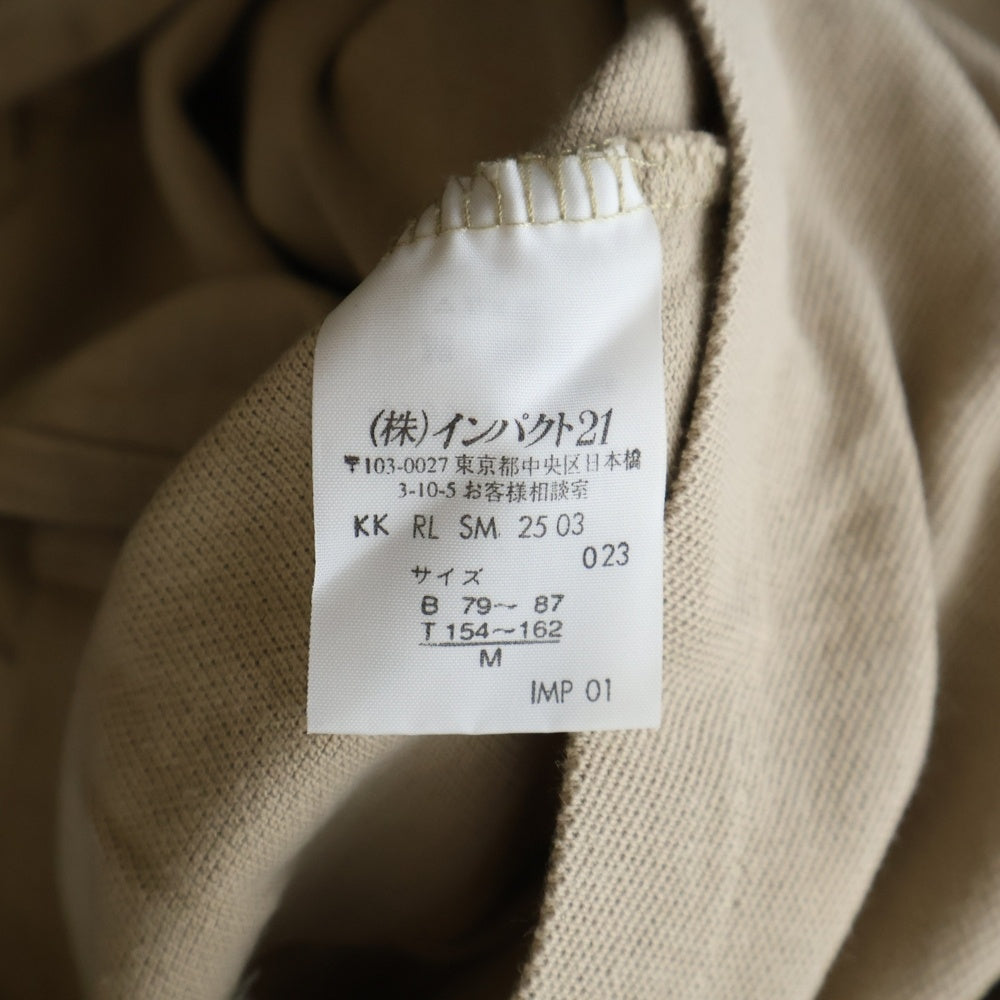 (株)インパクト21
〒103-0027 東京都中央区日本橋
3-10-5 お客様相談室
KK RL SM 25 03
023
サイズ
B 79～ 87
T 154～162
M
IMP 01